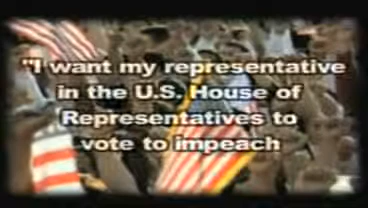 "I want my representative
in the U.S. House of
Representatives to
vote to impeach